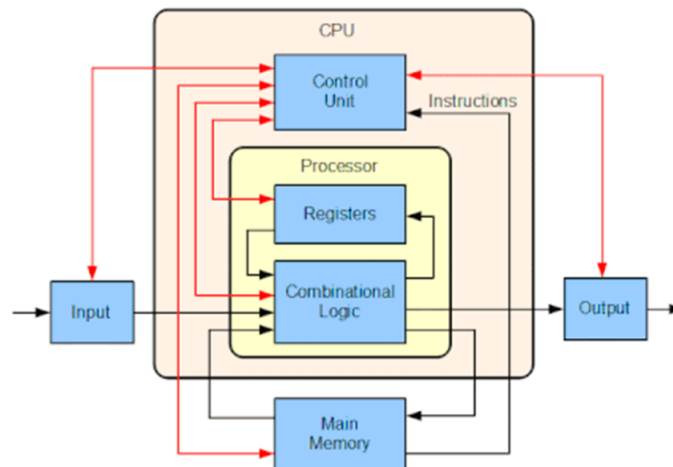 CPU
Control
Unit
Instructions
Processor
Registers
Combinational
Logic
Input
Output
Main
Memory